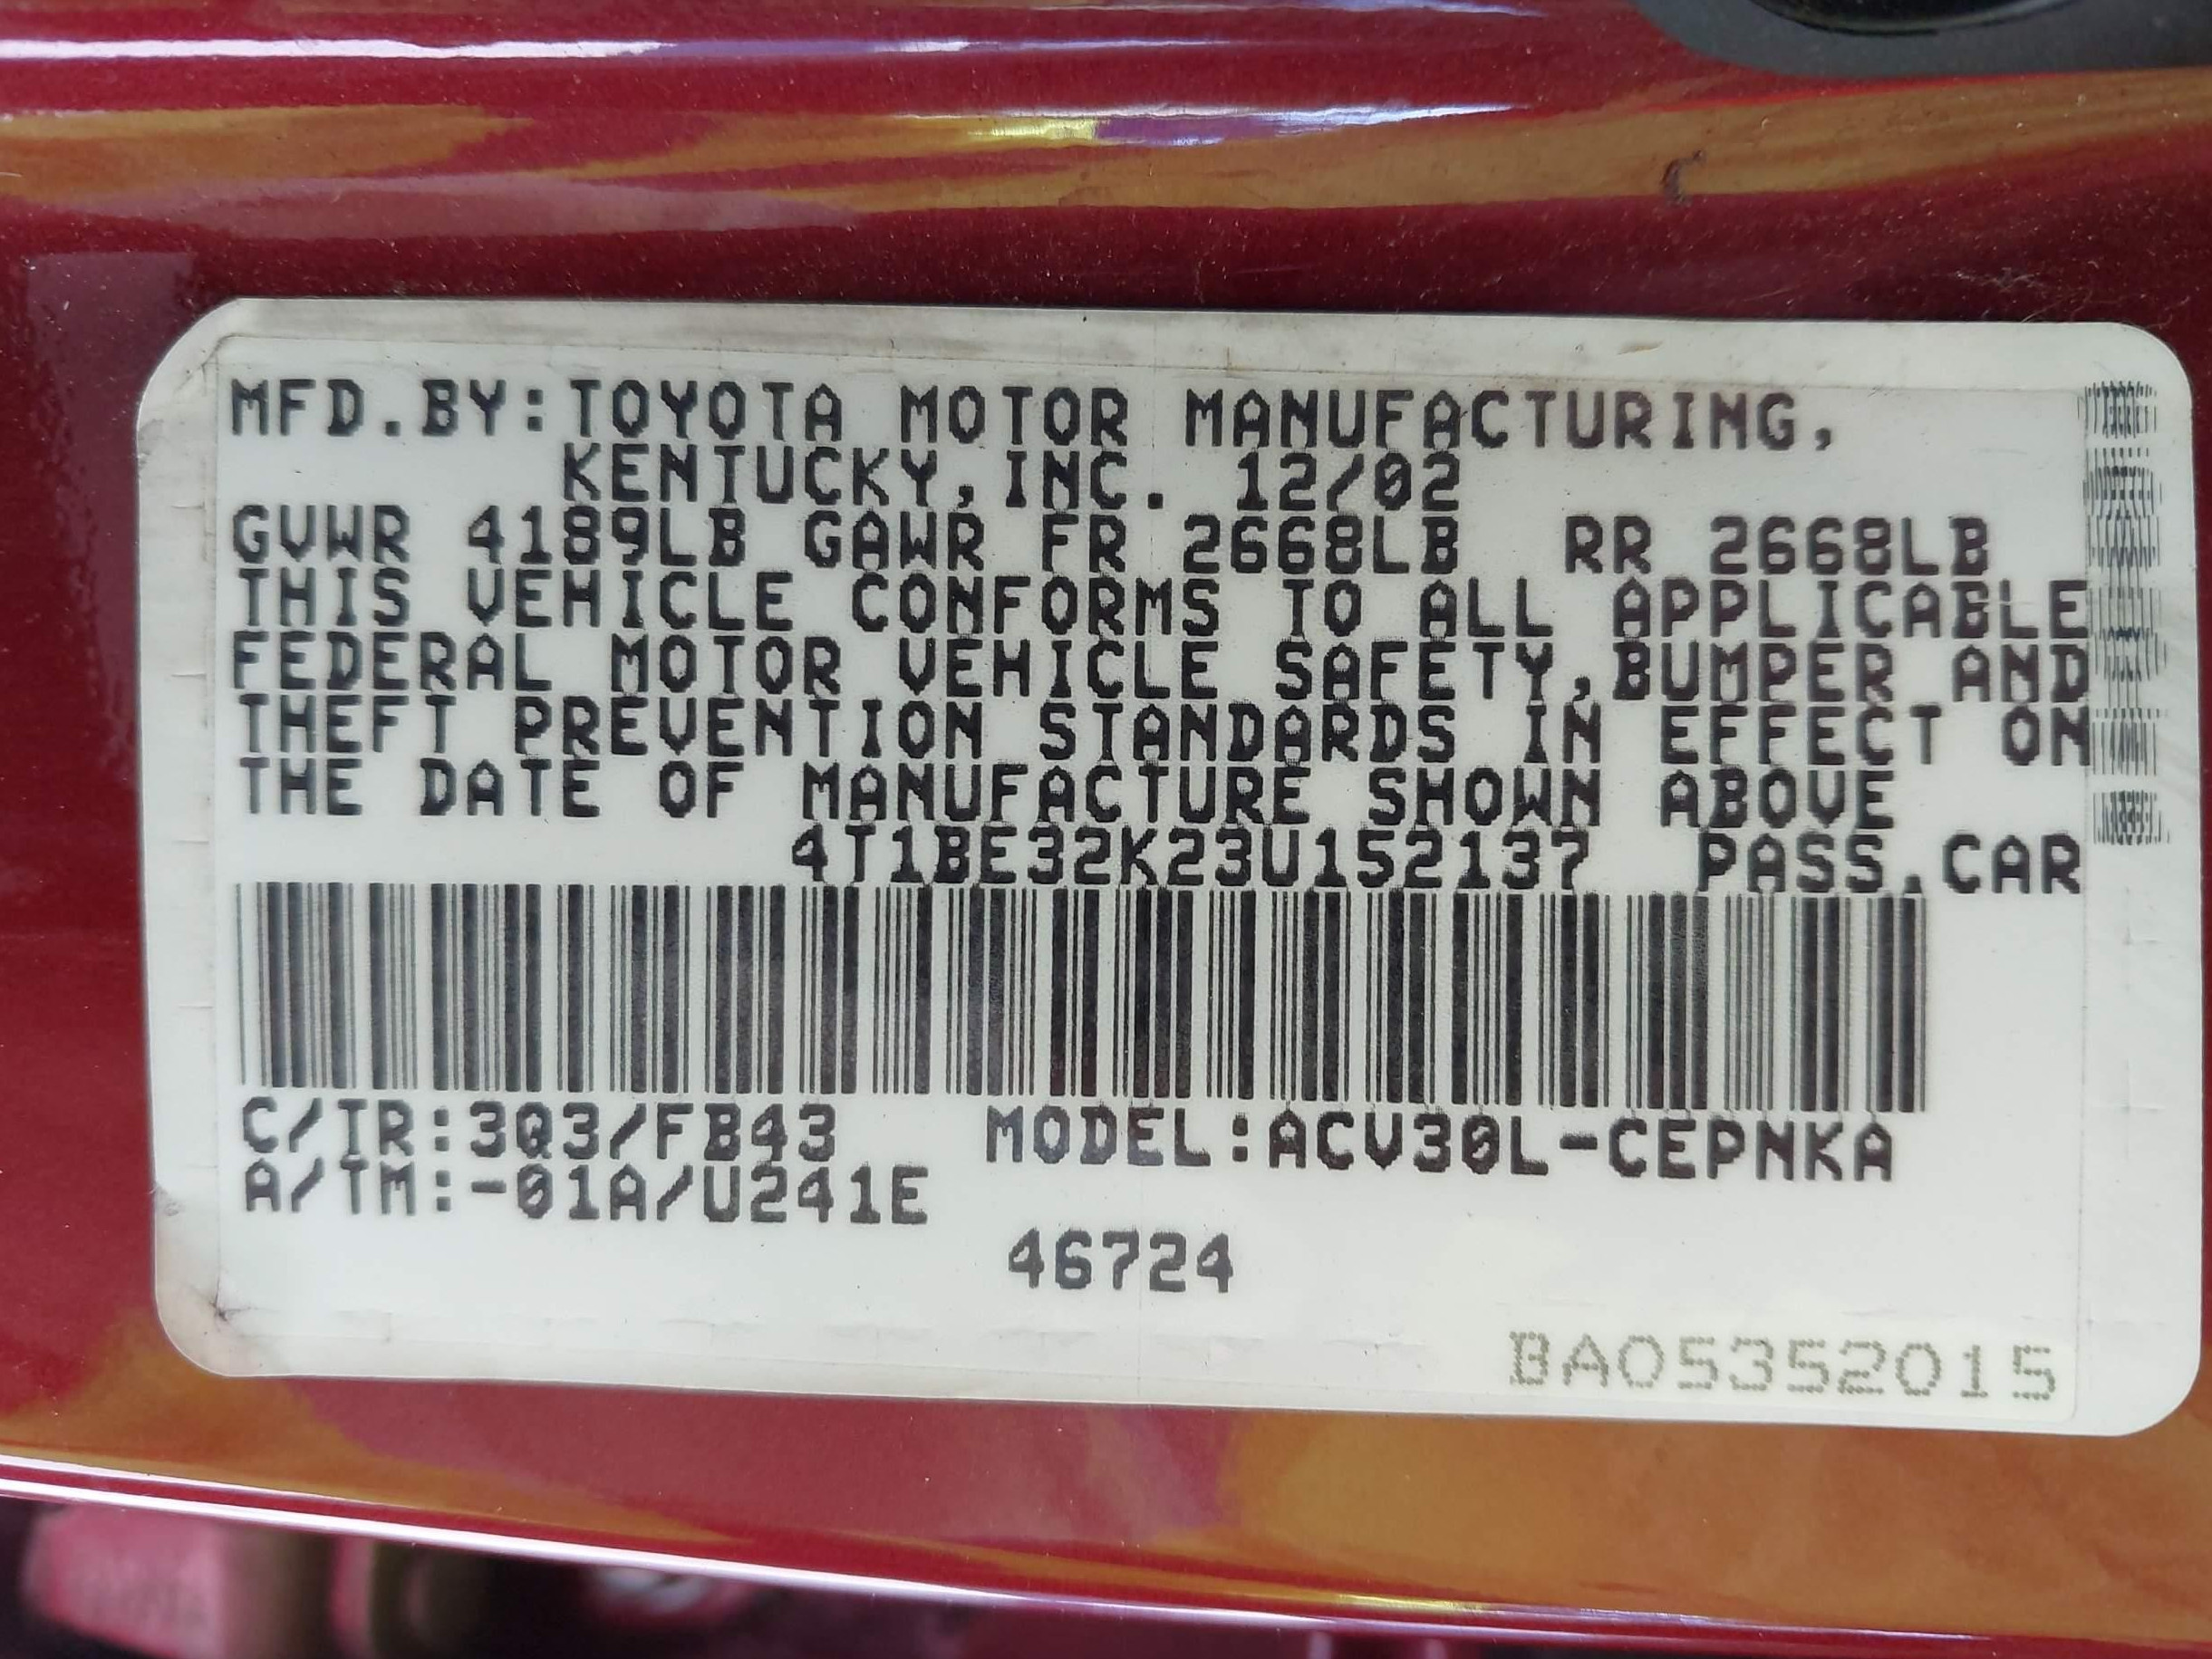 MFD.BY:TOYOTA MOTOR MANUFACTURING,
KENTUCKY,INC. 12/02
GVWR 4189LB GAWR FR 2668LB RR 2668LB
THIS VEHICLE CONFORMS TO ALL APPLICABLE
FEDERAL MOTOR VEHICLE SAFETY,BUMPER AND
THEFT PREVENTION STANDARDS IN EFFECT ON
THE DATE OF MANUFACTURE SHOWN ABOVE
4T1BE32K23U152137 PASS.CAR
C/TR:3Q3/FB43 MODEL:ACV30L-CEPNKA
A/TM:-01A/U241E
46724
BA05352015